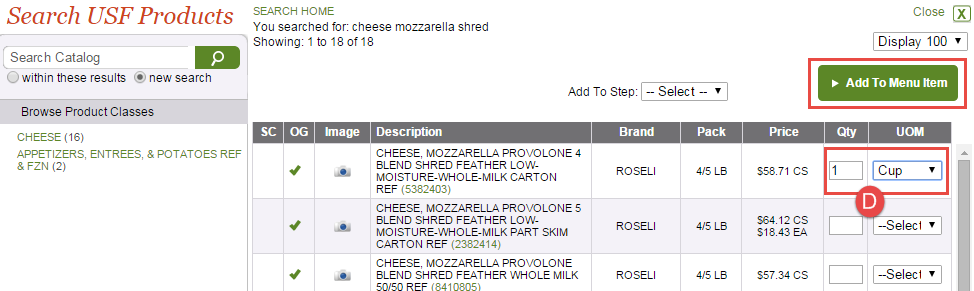 Search USF Products
Search Catalog
within these results new search
Browse Product Classes
CHEESE (16)
APPETIZERS, ENTREES, & POTATOES REF
& FZN (2)
SEARCH HOME
You searched for: cheese mozzarella shred
Showing: 1 to 18 of 18
Close X
Display 100
Add To Step: -- Select --
Add To Menu Item
SC OG Image Description Brand Pack Price Qty UOM
CHEESE, MOZZARELLA PROVOLONE 4
BLEND SHRED FEATHER LOW-
MOISTURE-WHOLE-MILK CARTON
REF (5382403)
ROSELI 4/5 LB $58.71 CS 1 Cup
D
CHEESE, MOZZARELLA PROVOLONE 5
BLEND SHRED FEATHER LOW-
MOISTURE-WHOLE-MILK PART SKIM
CARTON REF (2382414)
ROSELI 4/5 LB $64.12 CS
$18.43 EA
--Select
CHEESE, MOZZARELLA PROVOLONE
BLEND SHRED FEATHER WHOLE MILK
50/50 REF (8410805)
ROSELI 4/5 LB $57.34 CS --Select